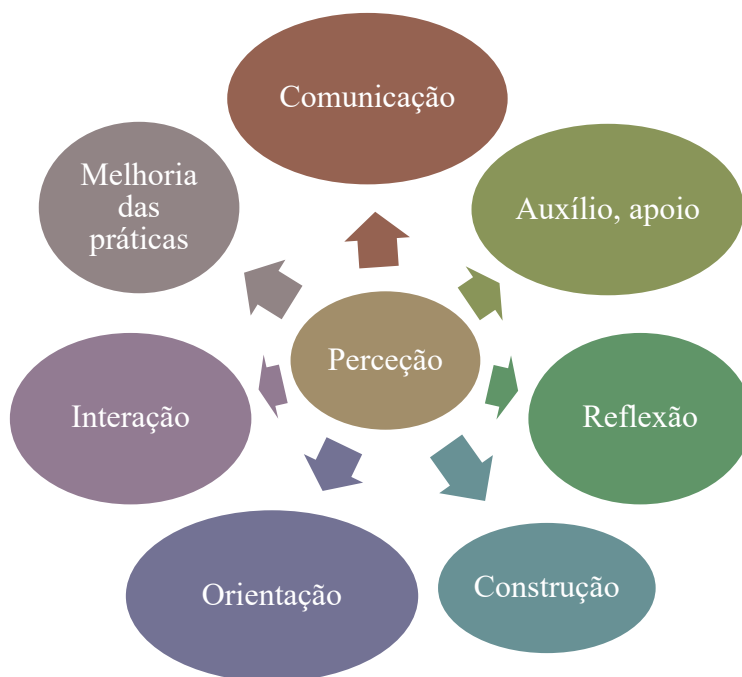 Comunicação
Auxílio, apoio
Reflexão
Construção
Orientação
Interação
Melhoria
das
práticas
Perceção